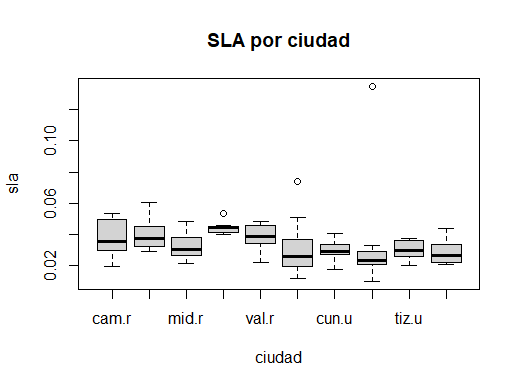 SLA por ciudad
sla
0.02
0.06
0.10
cam.r
mid.r
val.r
cun.u
tiz.u
ciudad